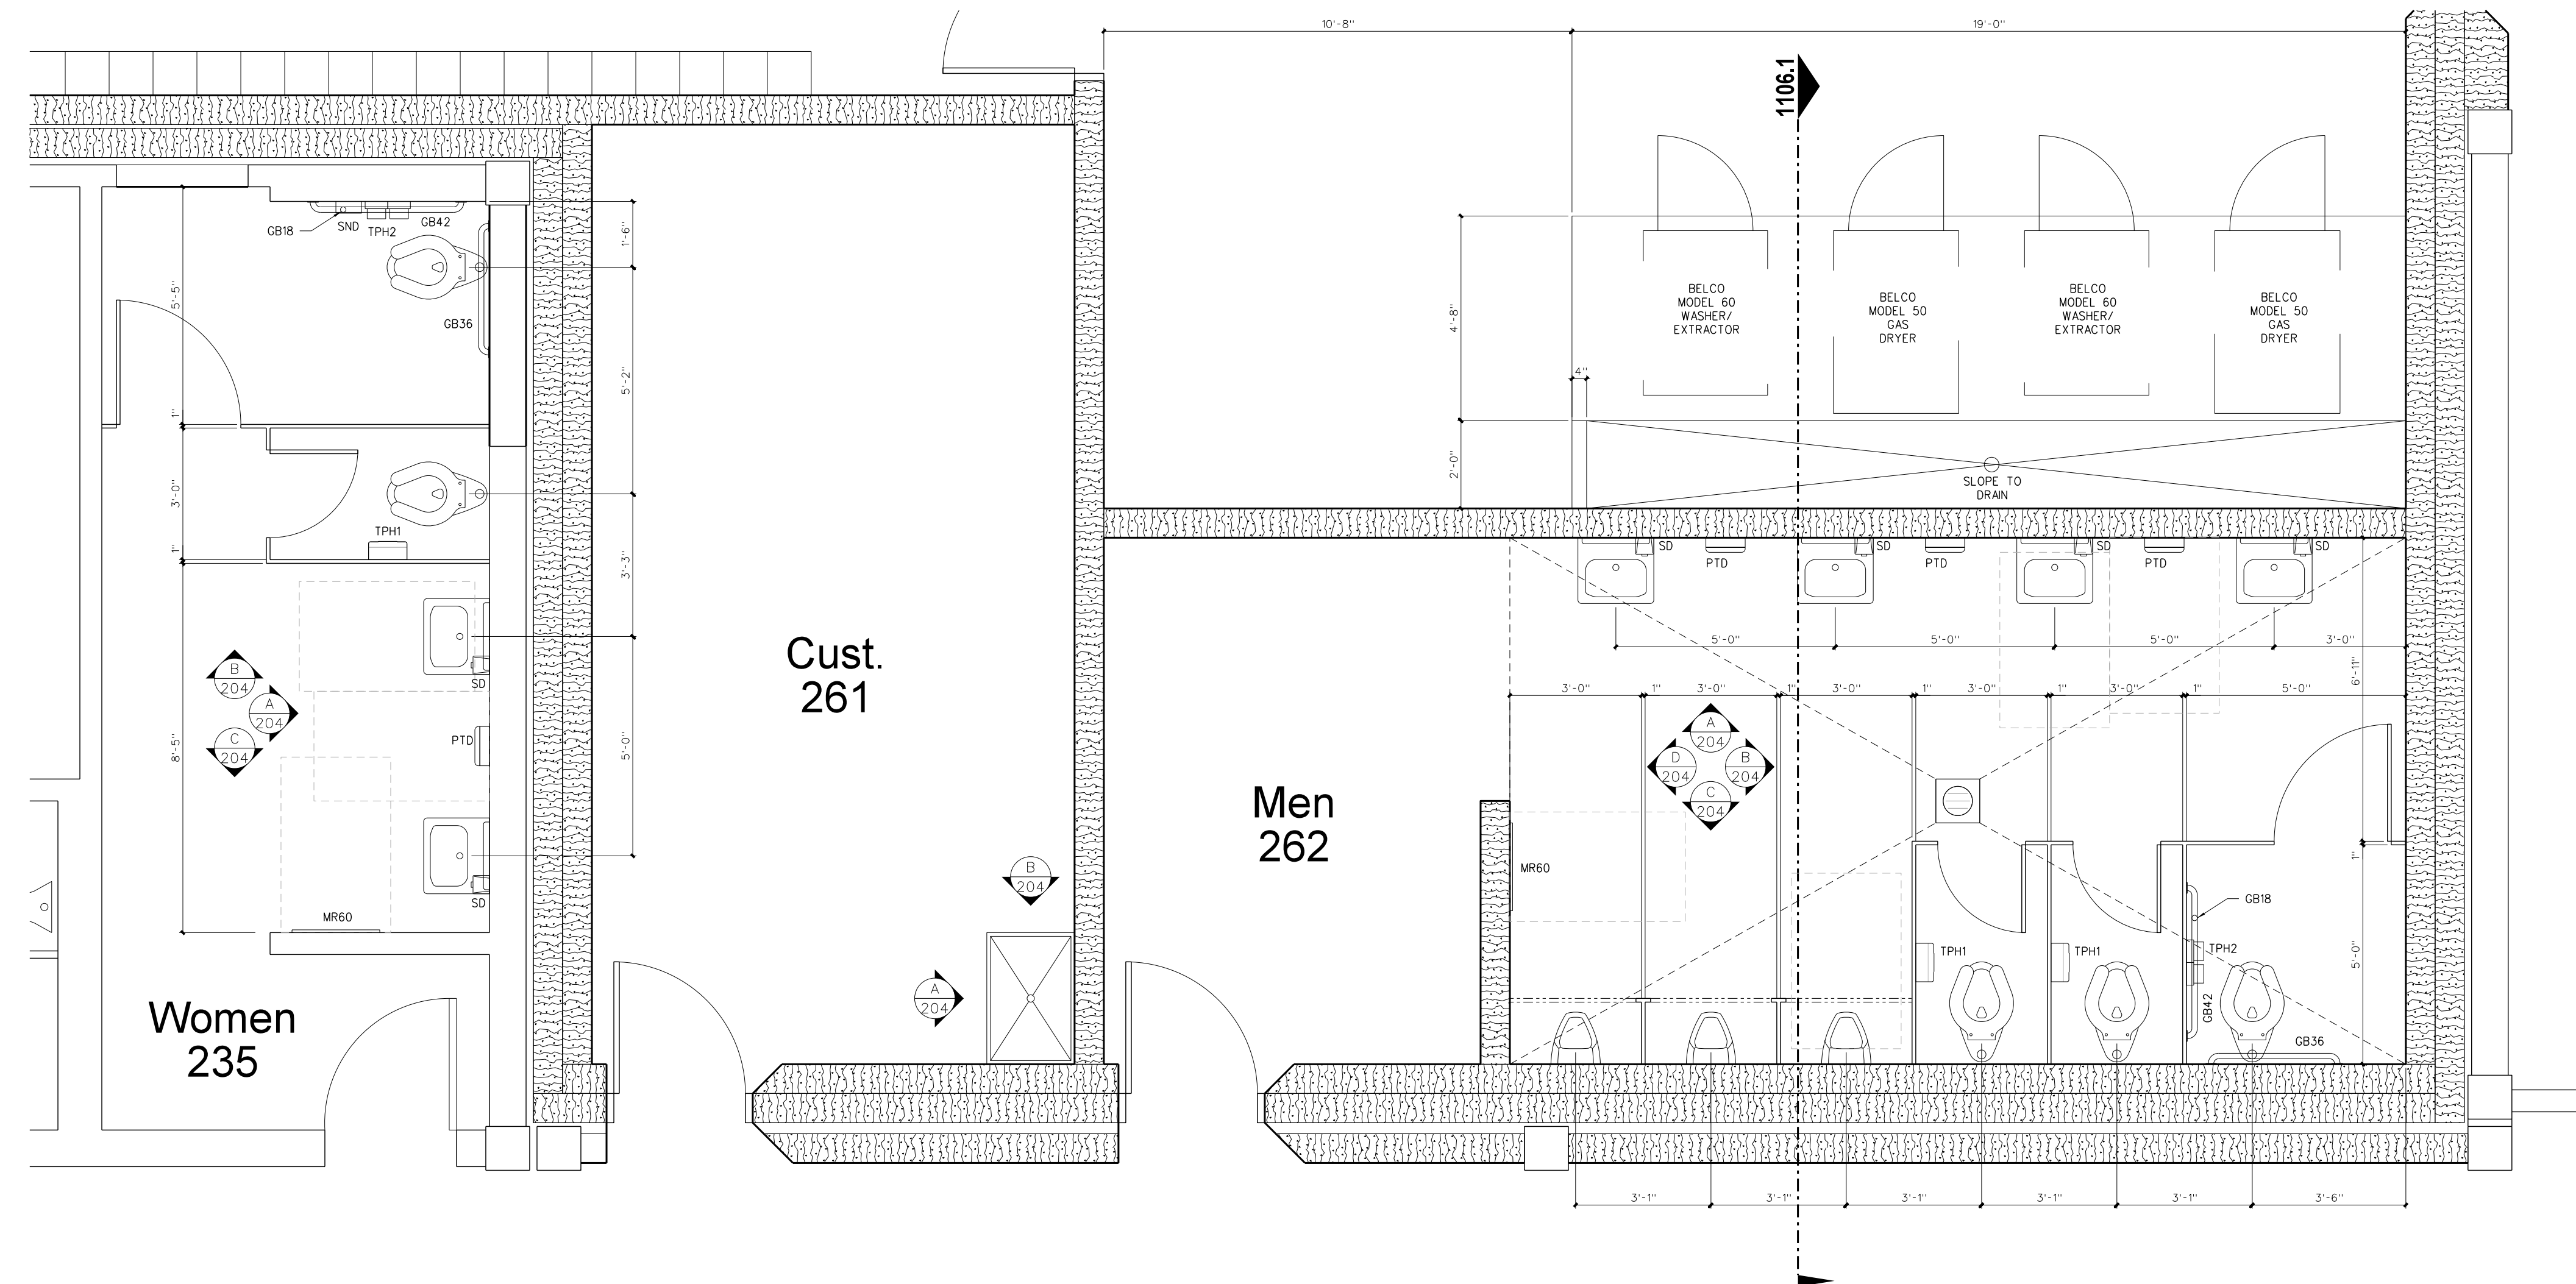 10'-8"
19'-0"
1106.1
GB18
SND
TPH2
GB42
1'-6"
5'-5"
GB36
BELCO
MODEL 60
WASHER/
EXTRACTOR
BELCO
MODEL 50
GAS
DRYER
BELCO
MODEL 60
WASHER/
EXTRACTOR
BELCO
MODEL 50
GAS
DRYER
4'-8"
4"
5'-2"
1"
2'-0"
SLOPE TO
DRAIN
3'-0"
TPH1
1"
3'-3"
SD
PTD
SD
PTD
SD
PTD
SD
5'-0"
5'-0"
5'-0"
3'-0"
6'-11"
3'-0"
1"
3'-0"
1"
3'-0"
1"
3'-0"
1"
3'-0"
1"
5'-0"
B
204
A
204
C
204
SD
PTD
8'-5"
5'-0"
Cust.
261
A
204
D
204
B
204
C
204
Men
262
MR60
1"
B
204
SD
MR60
GB18
TPH1
TPH1
TPH2
5'-0"
A
204
GB42
GB36
Women
235
3'-1"
3'-1"
3'-1"
3'-1"
3'-1"
3'-6"